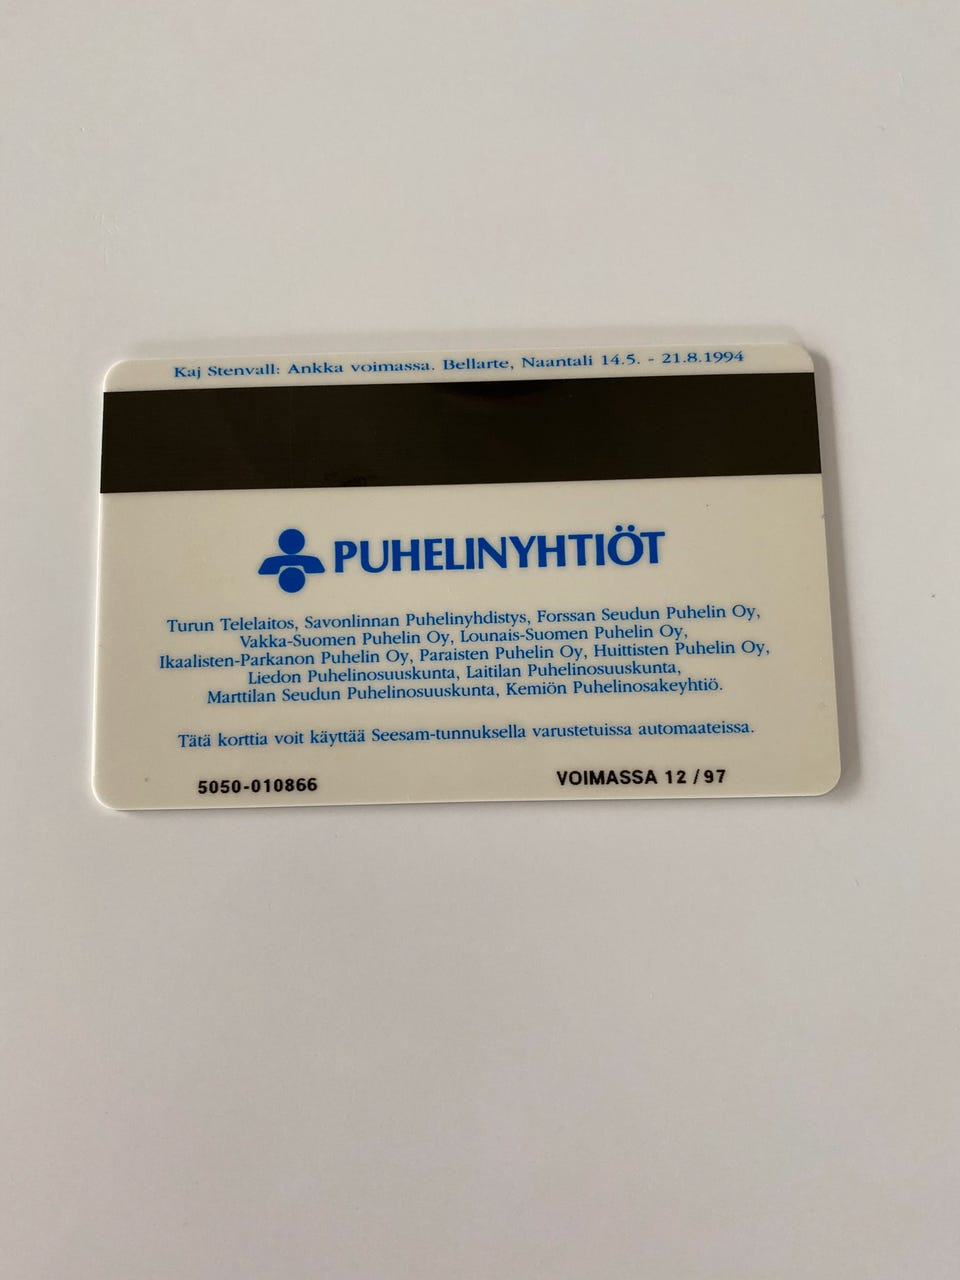 Kaj Stenvall: Ankka voimassa. Bellarte, Naantali 14.5. - 21.8.1994
PUHELINYHTIÖT
Turun Telelaitos, Savonlinnan Puhelinyhdistys, Forssan Seudun Puhelin Oy,
Vakka-Suomen Puhelin Oy, Lounais-Suomen Puhelin Oy,
Ikaalisten-Parkanon Puhelin Oy, Paraisten Puhelin Oy, Huittisten Puhelin Oy,
Liedon Puhelinosuuskunta, Laitilan Puhelinosuuskunta,
Marttilan Seudun Puhelinosuuskunta, Kemiön Puhelinosakeyhtiö.
Tätä korttia voit käyttää Seesam-tunnuksella varustetuissa automaateissa.
5050-010866 VOIMASSA 12 / 97